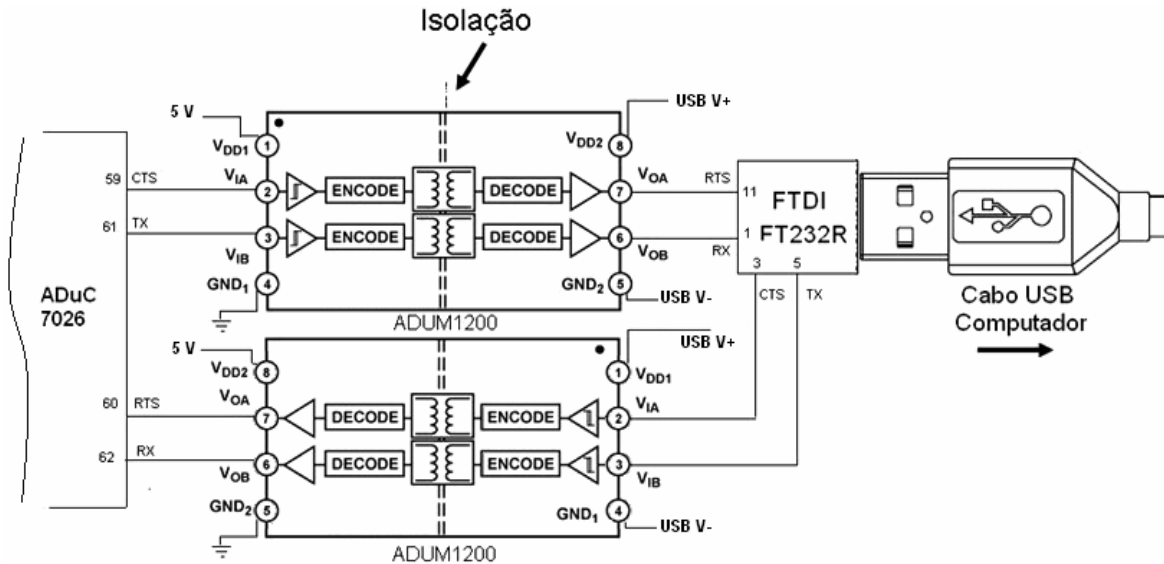 Isolação
5 V
USB V+
VDD1 1
8 VDD2
59 CTS
VIA 2
ENCODE
DECODE
7 VOA
RTS 11
61 TX
3 VIB
ENCODE
DECODE
6 VOB
RX 1
FTDI
FT232R
3 5
CTS TX
GND1 4
GND2 5
USB V-
ADUM1200
ADuC
7026
Cabo USB
Computador
5 V
USB V+
VDD2 8
1 VDD1
60 RTS
VOA 7
DECODE
ENCODE
2 VIA
62 RX
VOB 6
DECODE
ENCODE
3 VIB
GND2 5
GND1 4
USB V-
ADUM1200